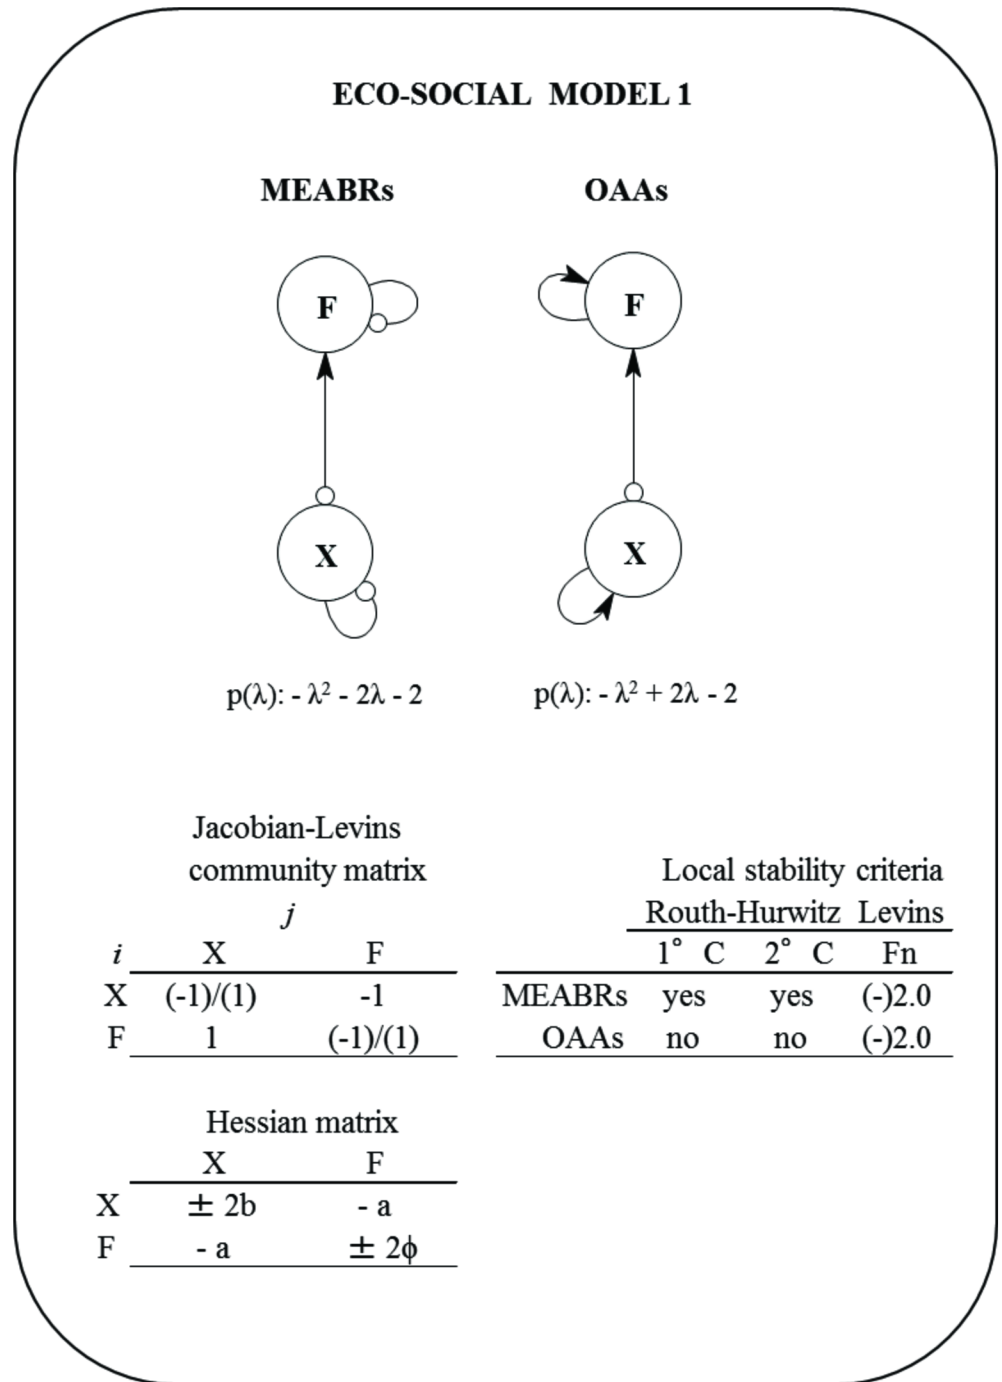 ECO-SOCIAL MODEL 1
MEABRs OAAs
F F
X X
p(λ): - λ² - 2λ - 2 p(λ): - λ² + 2λ - 2
Jacobian-Levins
community matrix
j
i X F
X (-1)/(1) -1
F 1 (-1)/(1)
Local stability criteria
Routh-Hurwitz Levins
1° C 2° C Fn
MEABRs yes yes (-)2.0
OAAs no no (-)2.0
Hessian matrix
X F
X ± 2b - a
F - a ± 2ϕ